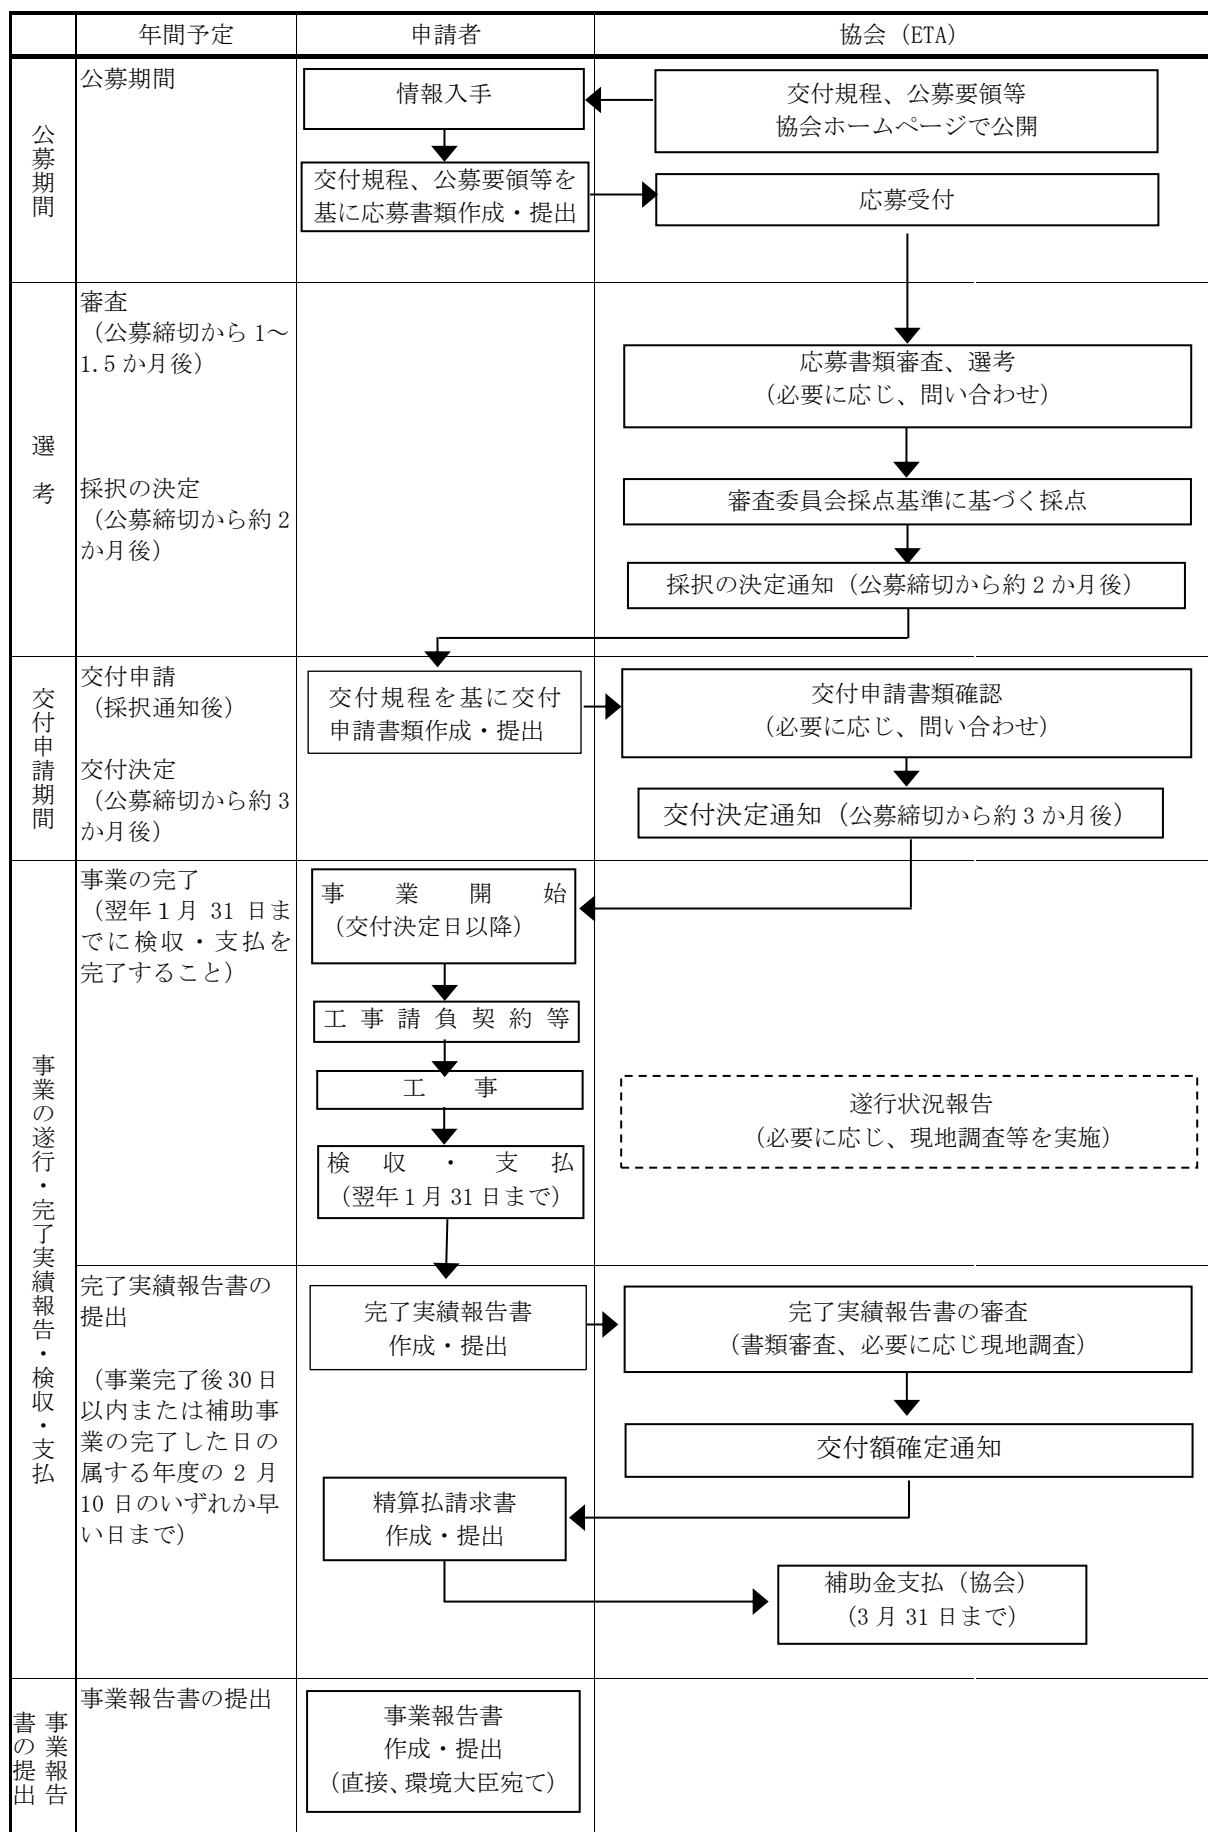 年間予定
申請者
協会（ETA）
公募期間
公募期間
情報入手
交付規程、公募要領等
協会ホームページで公開
交付規程、公募要領等を
基に応募書類作成・提出
応募受付
選考
審査
（公募締切から 1～
1.5 か月後）
応募書類審査、選考
（必要に応じ、問い合わせ）
採択の決定
（公募締切から約 2
か月後）
審査委員会採点基準に基づく採点
採択の決定通知（公募締切から約 2 か月後）
交付申請期間
交付申請
（採択通知後）
交付規程を基に交付
申請書類作成・提出
交付申請書類確認
（必要に応じ、問い合わせ）
交付決定
（公募締切から約 3
か月後）
交付決定通知（公募締切から約 3 か月後）
事業の遂行・完了実績報告・検収・支払
事業の完了
（翌年 1 月 31 日ま
でに検収・支払を
完了すること）
事業開始
（交付決定日以降）
工事請負契約等
工事
検収・支払
（翌年 1 月 31 日まで）
遂行状況報告
（必要に応じ、現地調査等を実施）
完了実績報告書の
提出
（事業完了後 30 日
以内または補助事
業の完了した日の
属する年度の 2 月
10 日のいずれか早
い日まで）
完了実績報告書
作成・提出
完了実績報告書の審査
（書類審査、必要に応じ現地調査）
交付額確定通知
精算払請求書
作成・提出
補助金支払（協会）
（3 月 31 日まで）
事業報告
書の提出
事業報告書の提出
事業報告書
作成・提出
（直接、環境大臣宛て）